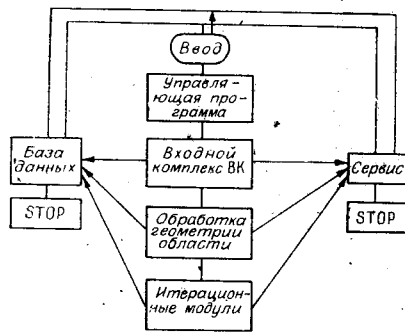 Ввод
Управля-
ющая про-
грамма
База
данных
Входной
комплекс ВК
Сервис
STOP
STOP
Обработка
геометрии
области
Итерацион-
ные модули